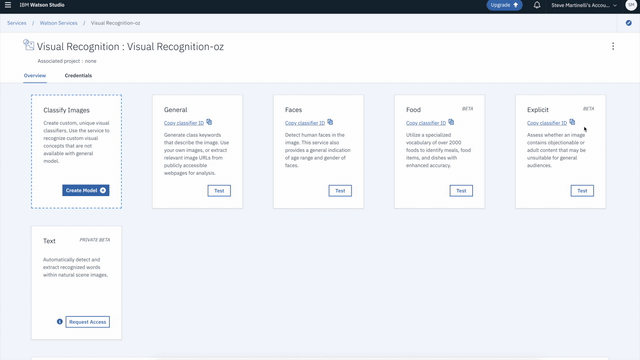 IBM Watson Studio
Upgrade
Steve Martinelli's Accou...
SM
Services / Watson Services / Visual Recognition-oz
Visual Recognition : Visual Recognition-oz
Associated project : none
Overview
Credentials
Classify Images
Create custom, unique visual
classifiers. Use the service to
recognize custom visual
concepts that are not
available with general
model.
Create Model
General
Copy classifier ID
Generate class keywords
that describe the image. Use
your own images, or extract
relevant image URLs from
publicly accessible
webpages for analysis.
Test
Faces
Copy classifier ID
Detect human faces in the
image. This service also
provides a general indication
of age range and gender of
faces.
Test
Food
BETA
Copy classifier ID
Utilize a specialized
vocabulary of over 2000
foods to identify meals, food
items, and dishes with
enhanced accuracy.
Test
Explicit
BETA
Copy classifier ID
Assess whether an image
contains objectionable or
adult content that may be
unsuitable for general
audiences.
Test
Text
PRIVATE BETA
Automatically detect and
extract recognized words
within natural scene images.
Request Access